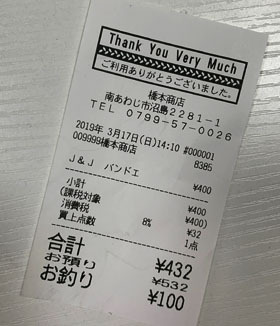 Thank You Very Much
ご利用ありがとうございました。
橋本商店
南あわじ市沼島2281-1
TEL 0799-57-0026
2019年 3月17日(日)14:10 #000001
009999橋本商店 8385
J&J バンドエ ¥400
小計 ¥400
(課税対象 ¥400)
消費税 8% ¥32
買上点数 1点
合計 ¥432
お預り ¥532
お釣り ¥100